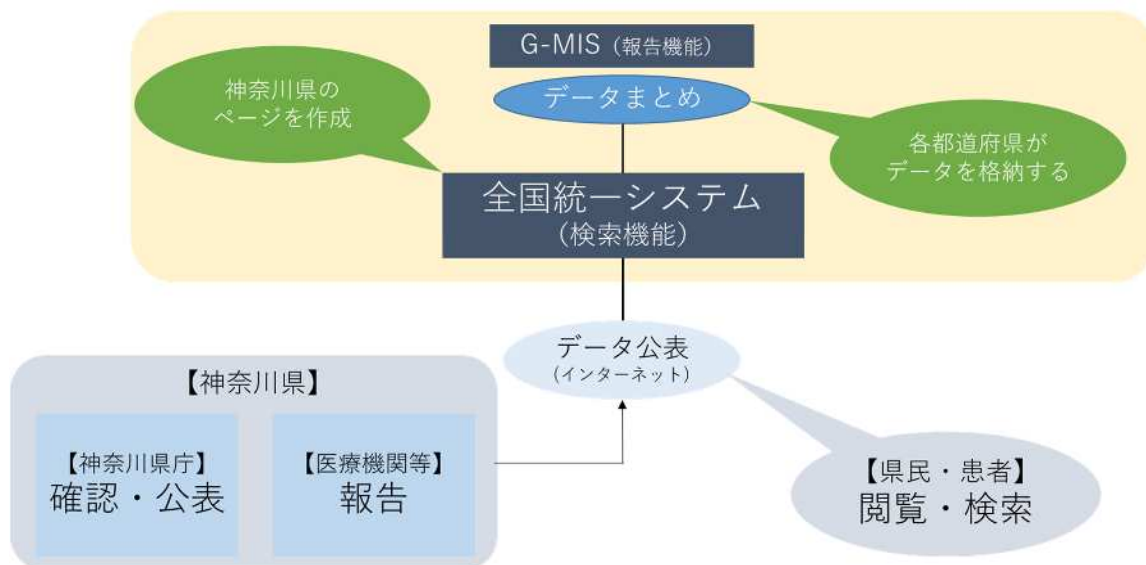 G-MIS（報告機能）
データまとめ
神奈川県の
ページを作成
各都道府県が
データを格納する
全国統一システム
（検索機能）
データ公表
(インターネット)
【神奈川県】
【神奈川県庁】
確認・公表
【医療機関等】
報告
【県民・患者】
閲覧・検索